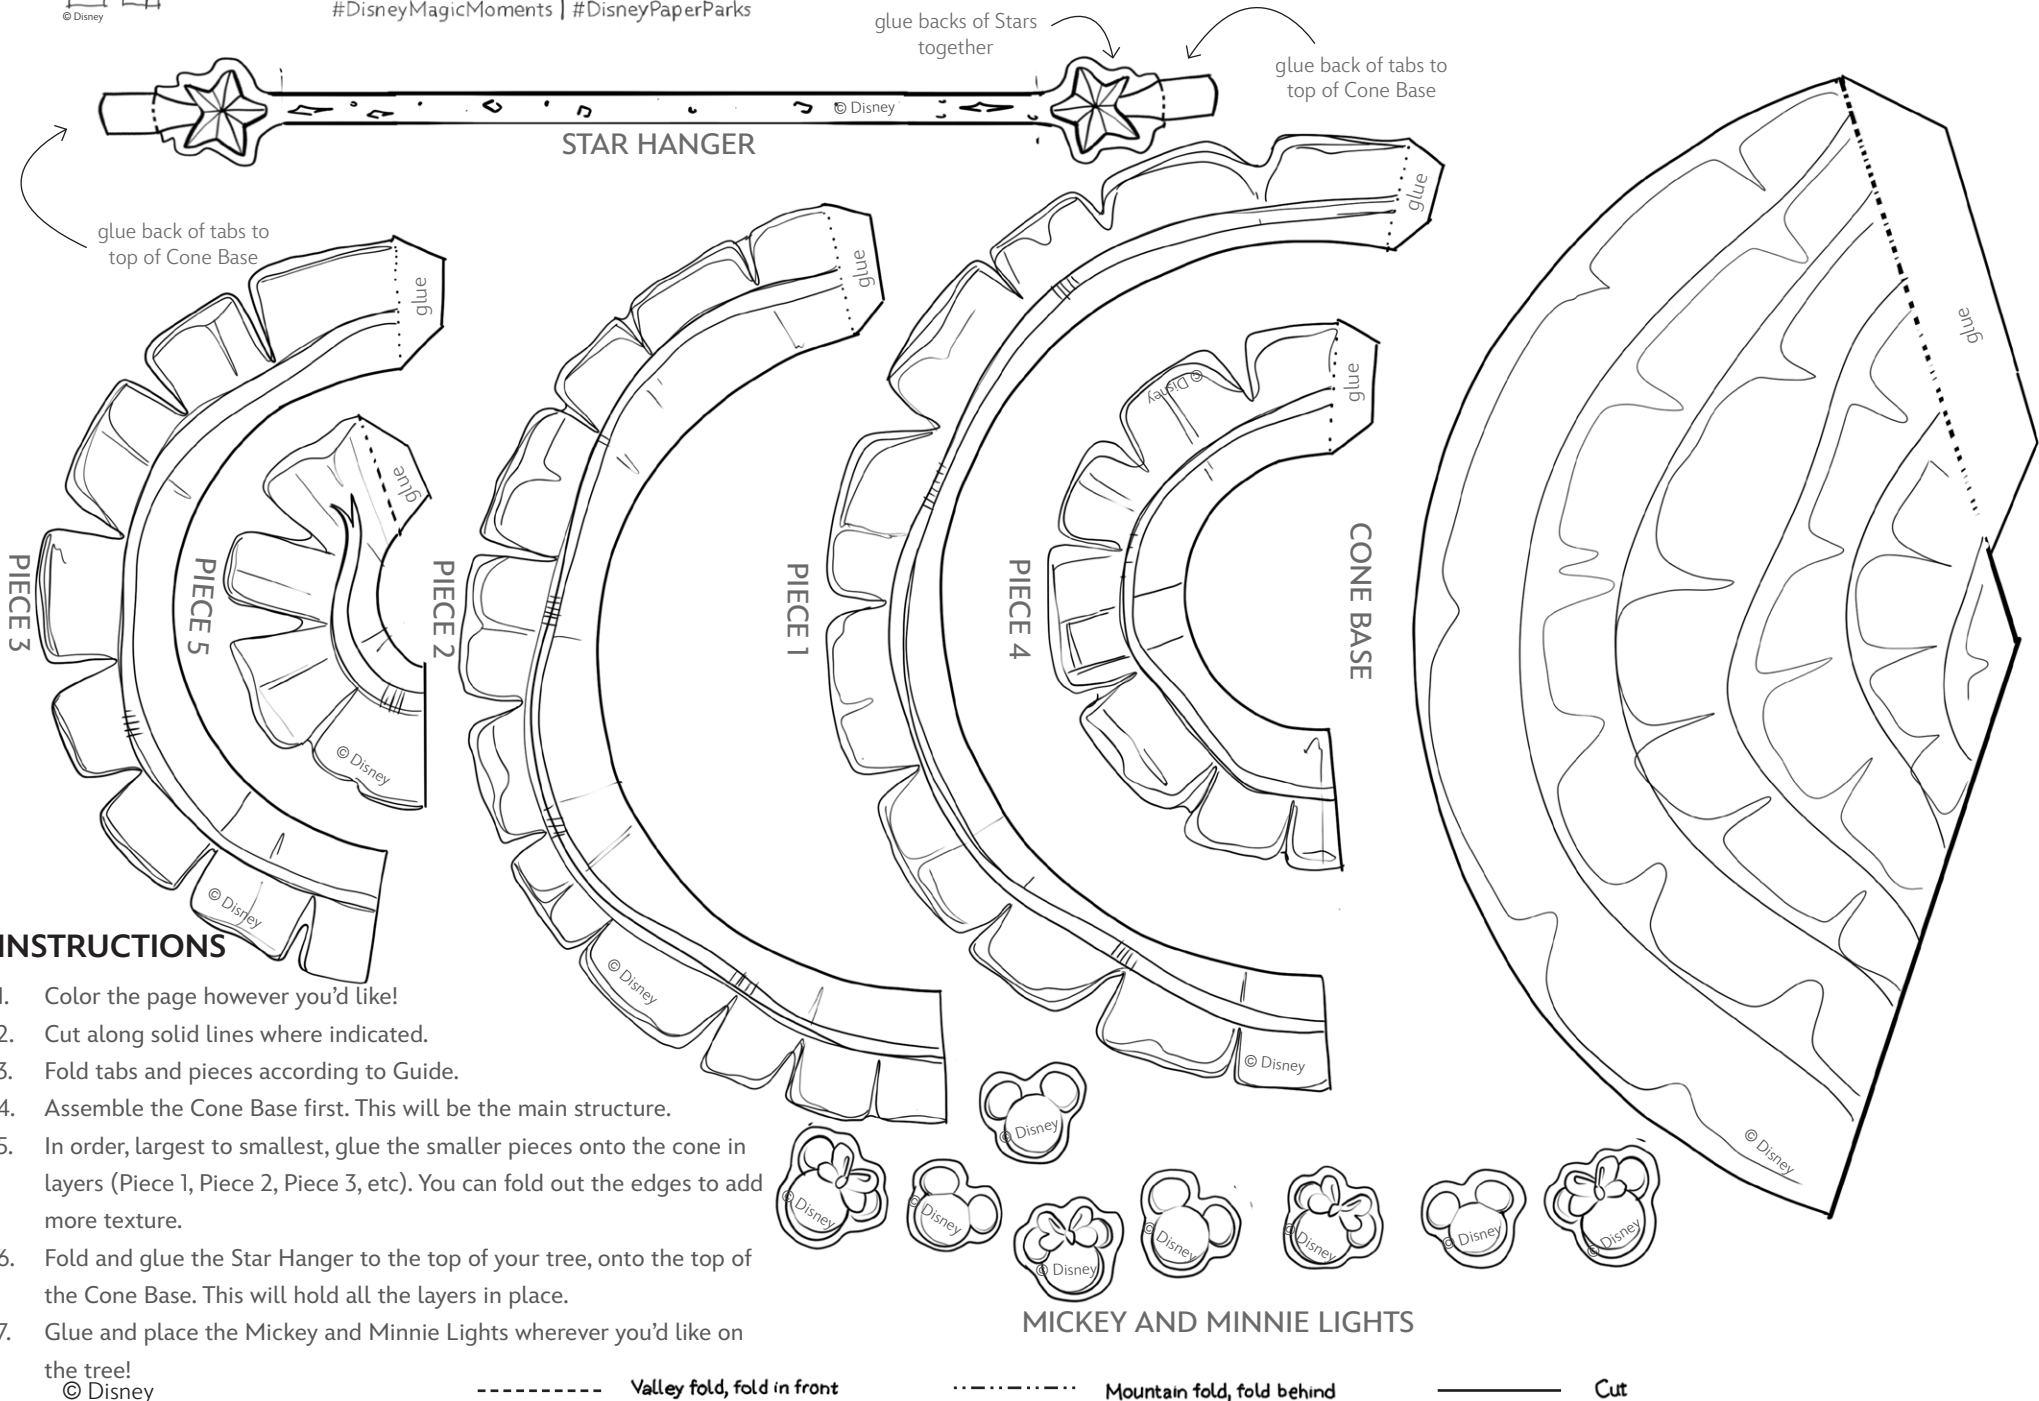 © Disney
#DisneyMagicMoments | #DisneyPaperParks
glue backs of Stars
together
glue back of tabs to
top of Cone Base
© Disney
STAR HANGER
glue back of tabs to
top of Cone Base
glue
glue
glue
glue
glue
glue
© Disney
PIECE 3
PIECE 5
PIECE 2
PIECE 1
PIECE 4
CONE BASE
© Disney
© Disney
© Disney
© Disney
© Disney
INSTRUCTIONS
1. Color the page however you’d like!
2. Cut along solid lines where indicated.
3. Fold tabs and pieces according to Guide.
4. Assemble the Cone Base first. This will be the main structure.
5. In order, largest to smallest, glue the smaller pieces onto the cone in
layers (Piece 1, Piece 2, Piece 3, etc). You can fold out the edges to add
more texture.
6. Fold and glue the Star Hanger to the top of your tree, onto the top of
the Cone Base. This will hold all the layers in place.
7. Glue and place the Mickey and Minnie Lights wherever you’d like on
the tree!
© Disney
© Disney
© Disney
© Disney
© Disney
© Disney
© Disney
© Disney
MICKEY AND MINNIE LIGHTS
© Disney
Valley fold, fold in front
Mountain fold, fold behind
Cut